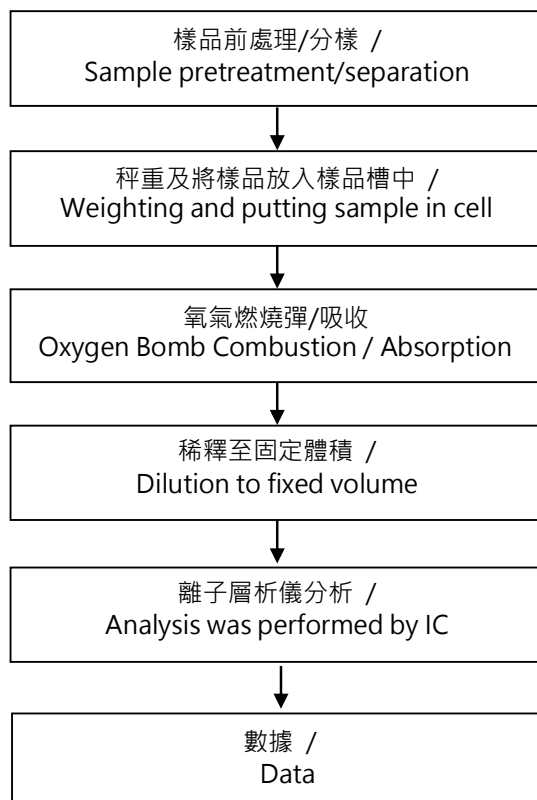 樣品前處理/分樣 /
Sample pretreatment/separation
秤重及將樣品放入樣品槽中 /
Weighting and putting sample in cell
氧氣燃燒彈/吸收
Oxygen Bomb Combustion / Absorption
稀釋至固定體積 /
Dilution to fixed volume
離子層析儀分析 /
Analysis was performed by IC
數據 /
Data